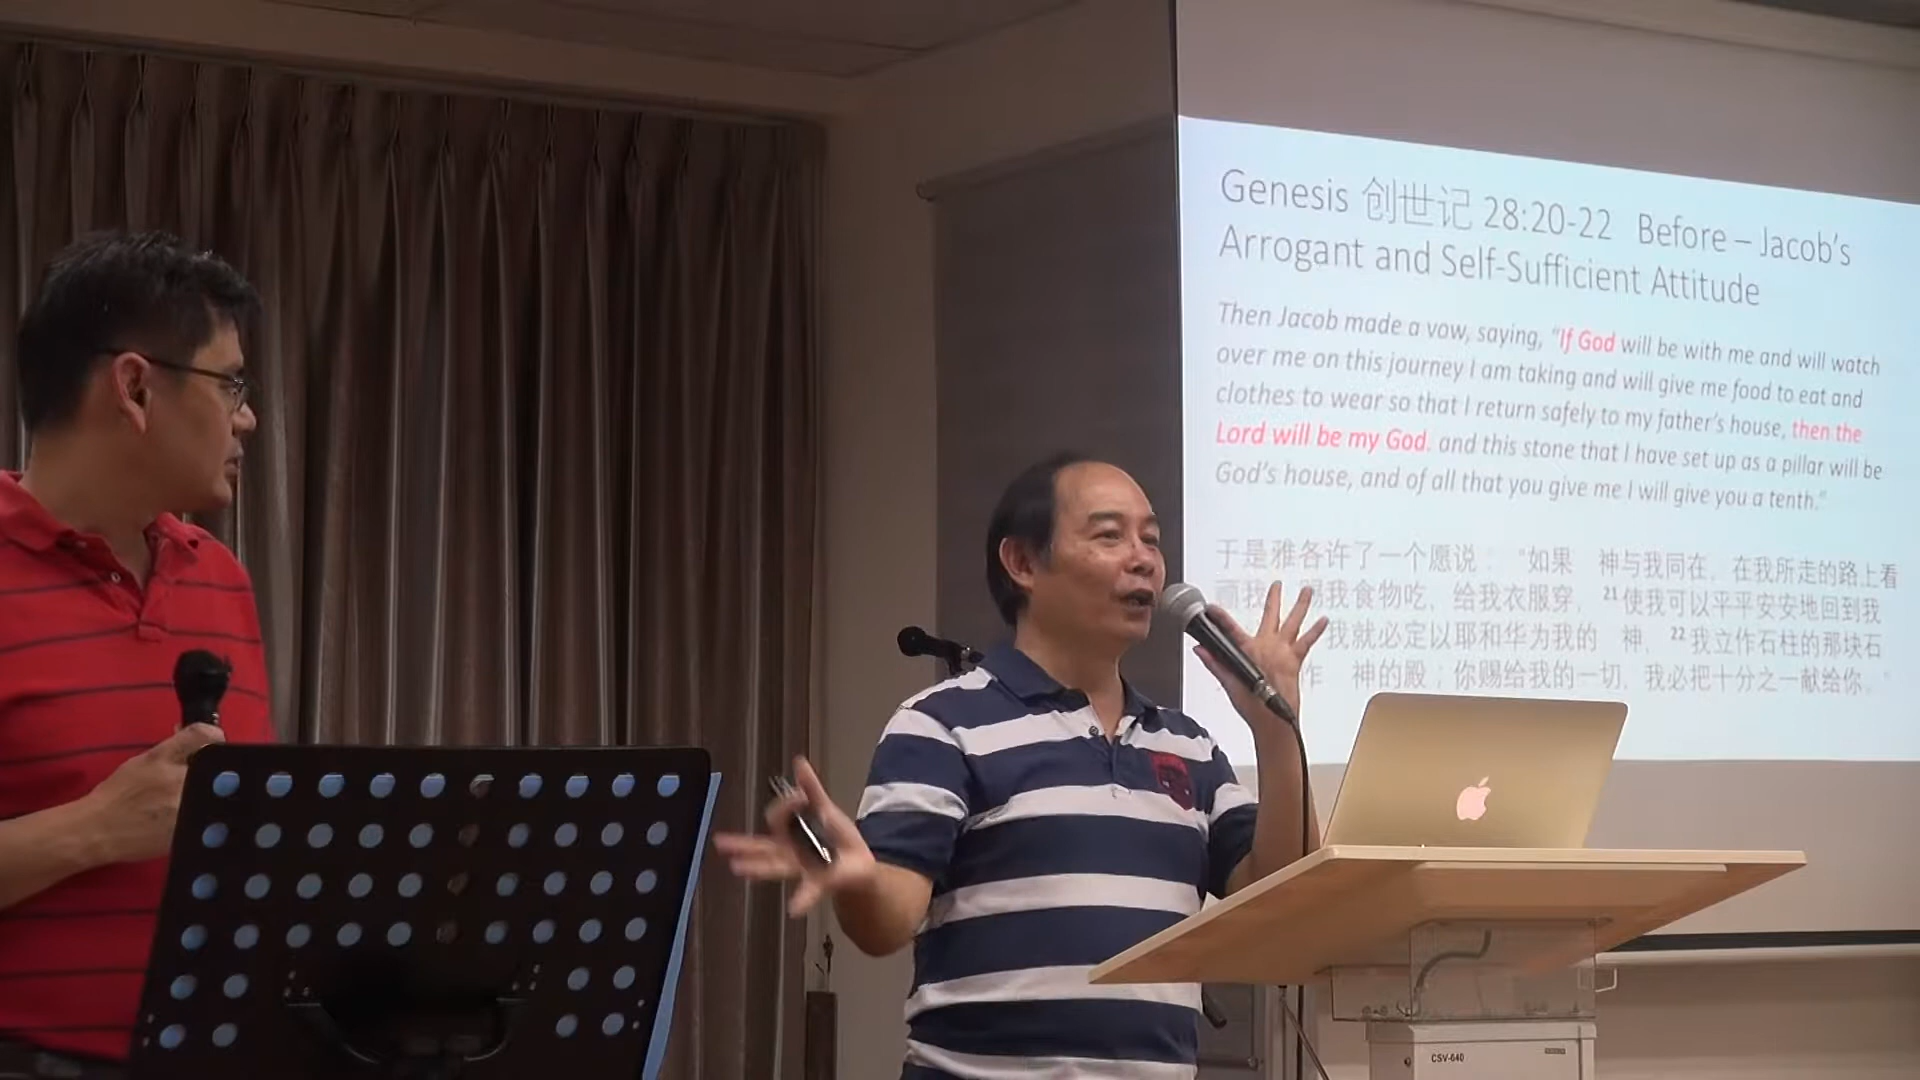 Genesis 创世记 28:20-22 Before – Jacob's
Arrogant and Self-Sufficient Attitude
Then Jacob made a vow, saying, "If God will be with me and will watch
over me on this journey I am taking and will give me food to eat and
clothes to wear so that I return safely to my father's house, then the
Lord will be my God. and this stone that I have set up as a pillar will be
God's house, and of all that you give me I will give you a tenth."
于是雅各许了一个愿说： "如果 神与我同在，在我所走的路上看
顾我，赐我食物吃，给我衣服穿， 21 使我可以平平安安地回到我
我就必定以耶和华为我的 神， 22 我立作石柱的那块石
作 神的殿；你赐给我的一切，我必把十分之一献给你。"
CSV-640